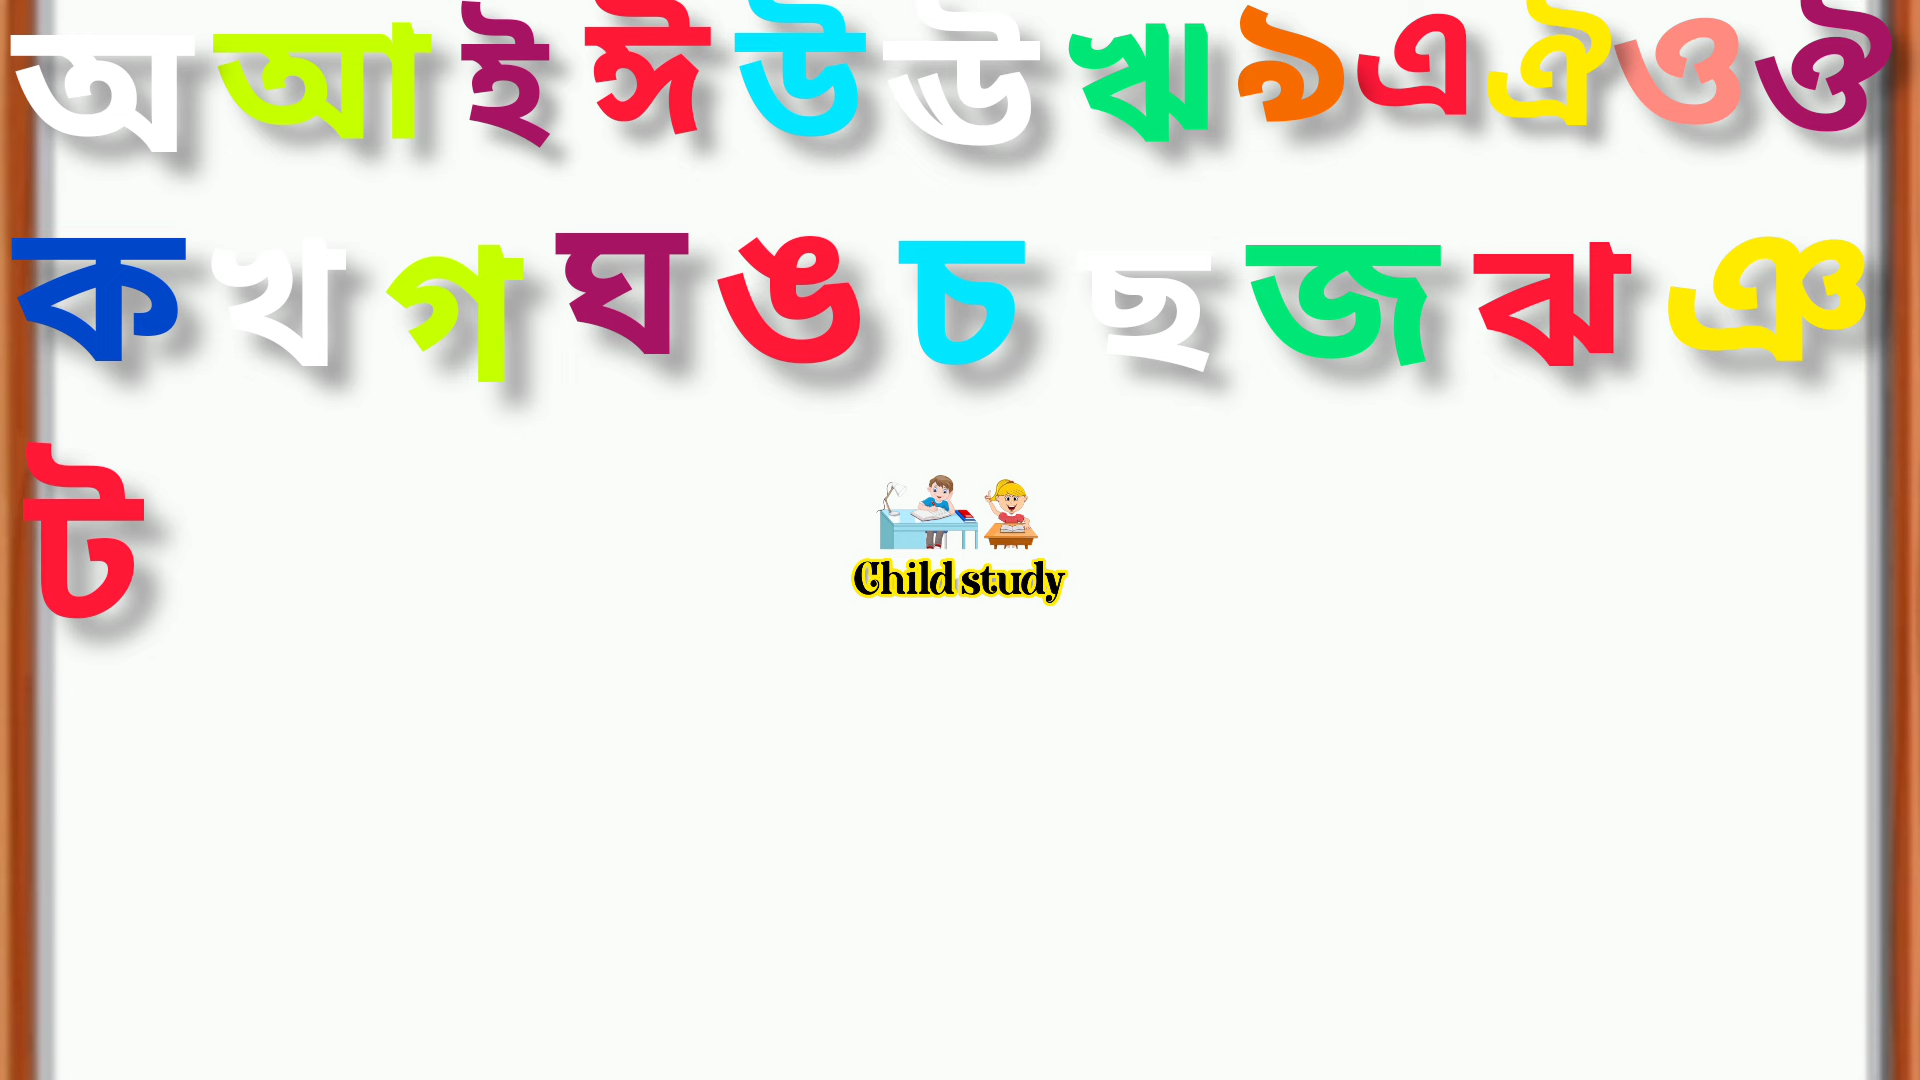 অ আ ই ঈ উ ঊ ঋ ঌ এ ঐ ও ঔ
ক খ গ ঘ ঙ চ ছ জ ঝ ঞ
ট
Child study